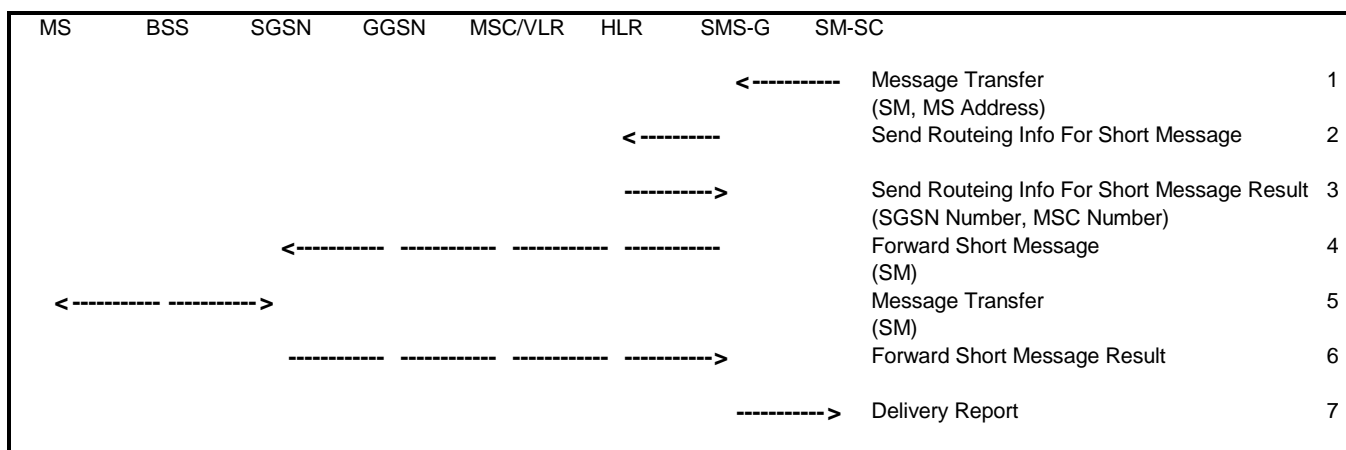 MS BSS SGSN GGSN MSC/VLR HLR SMS-G SM-SC
Message Transfer 1
(SM, MS Address)
Send Routeing Info For Short Message 2
Send Routeing Info For Short Message Result 3
(SGSN Number, MSC Number)
Forward Short Message 4
(SM)
Message Transfer 5
(SM)
Forward Short Message Result 6
Delivery Report 7